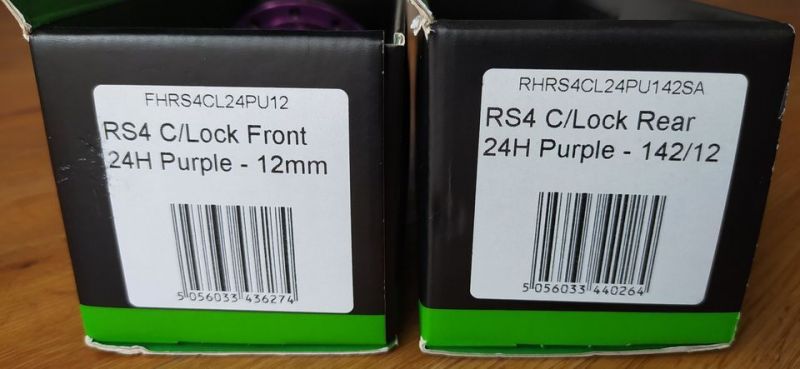 FHRS4CL24PU12
RS4 C/Lock Front
24H Purple - 12mm
5 056033 436274
RHRS4CL24PU142SA
RS4 C/Lock Rear
24H Purple - 142/12
5 056033 440264